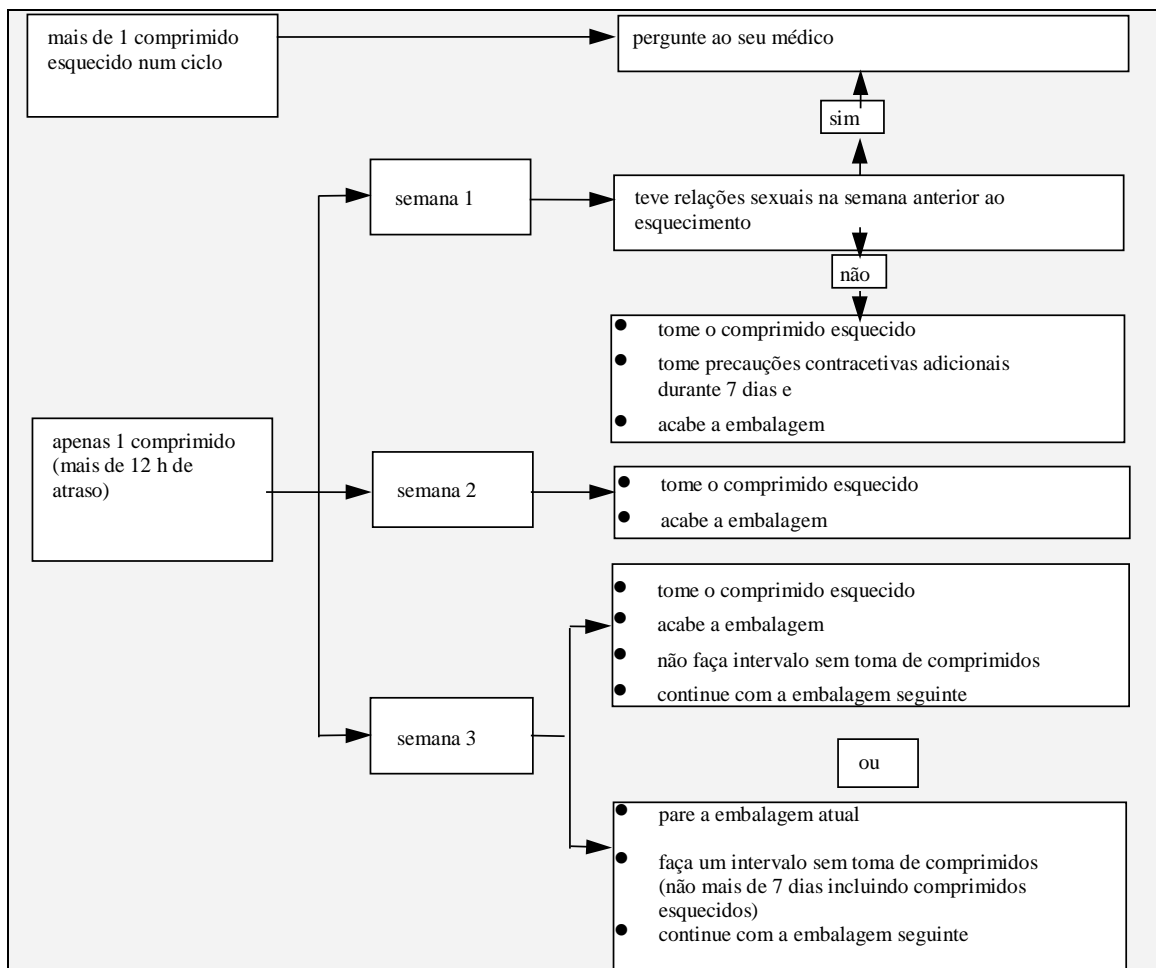 mais de 1 comprimido
esquecido num ciclo
pergunte ao seu médico
sim
semana 1
teve relações sexuais na semana anterior ao
esquecimento
não
● tome o comprimido esquecido
● tome precauções contracetivas adicionais
durante 7 dias e
● acabe a embalagem
apenas 1 comprimido
(mais de 12 h de
atraso)
semana 2
● tome o comprimido esquecido
● acabe a embalagem
● tome o comprimido esquecido
● acabe a embalagem
● não faça intervalo sem toma de comprimidos
● continue com a embalagem seguinte
semana 3
ou
● pare a embalagem atual
● faça um intervalo sem toma de comprimidos
(não mais de 7 dias incluindo comprimidos
esquecidos)
● continue com a embalagem seguinte